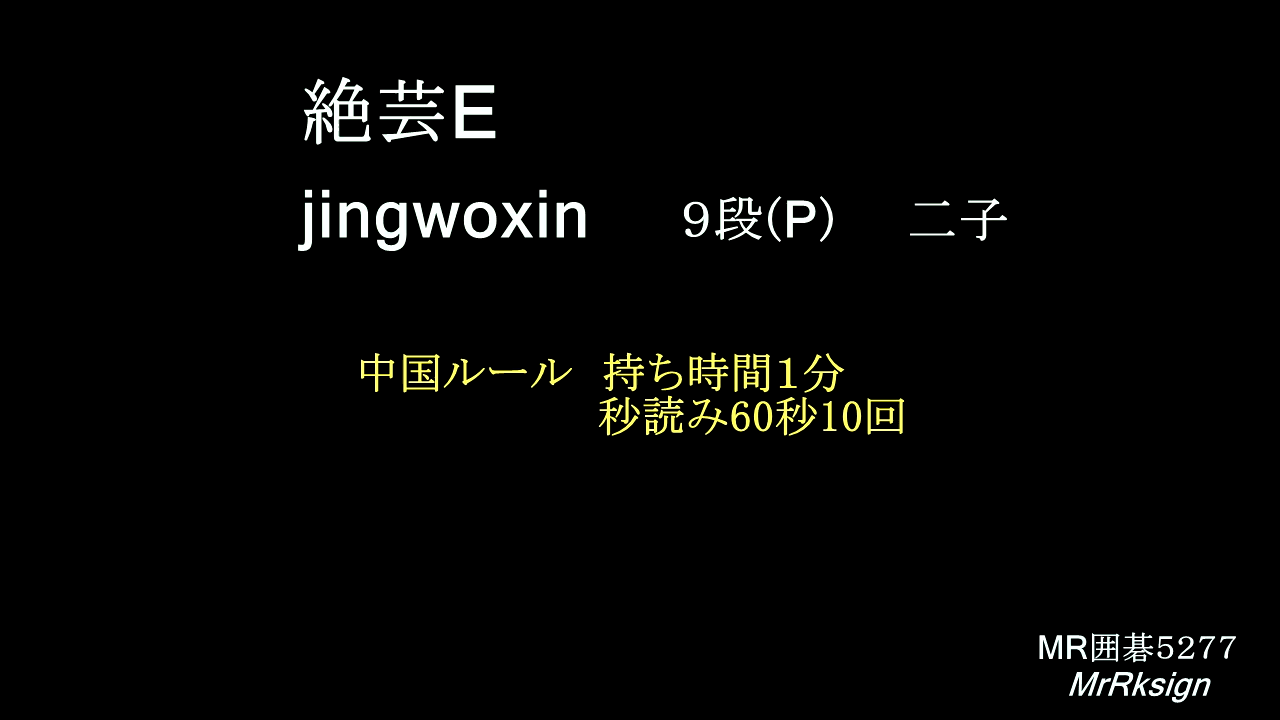 絶芸E
jingwoxin　９段(P)　二子
中国ルール　持ち時間１分
秒読み60秒10回
MR囲碁５２７７
MrRksign